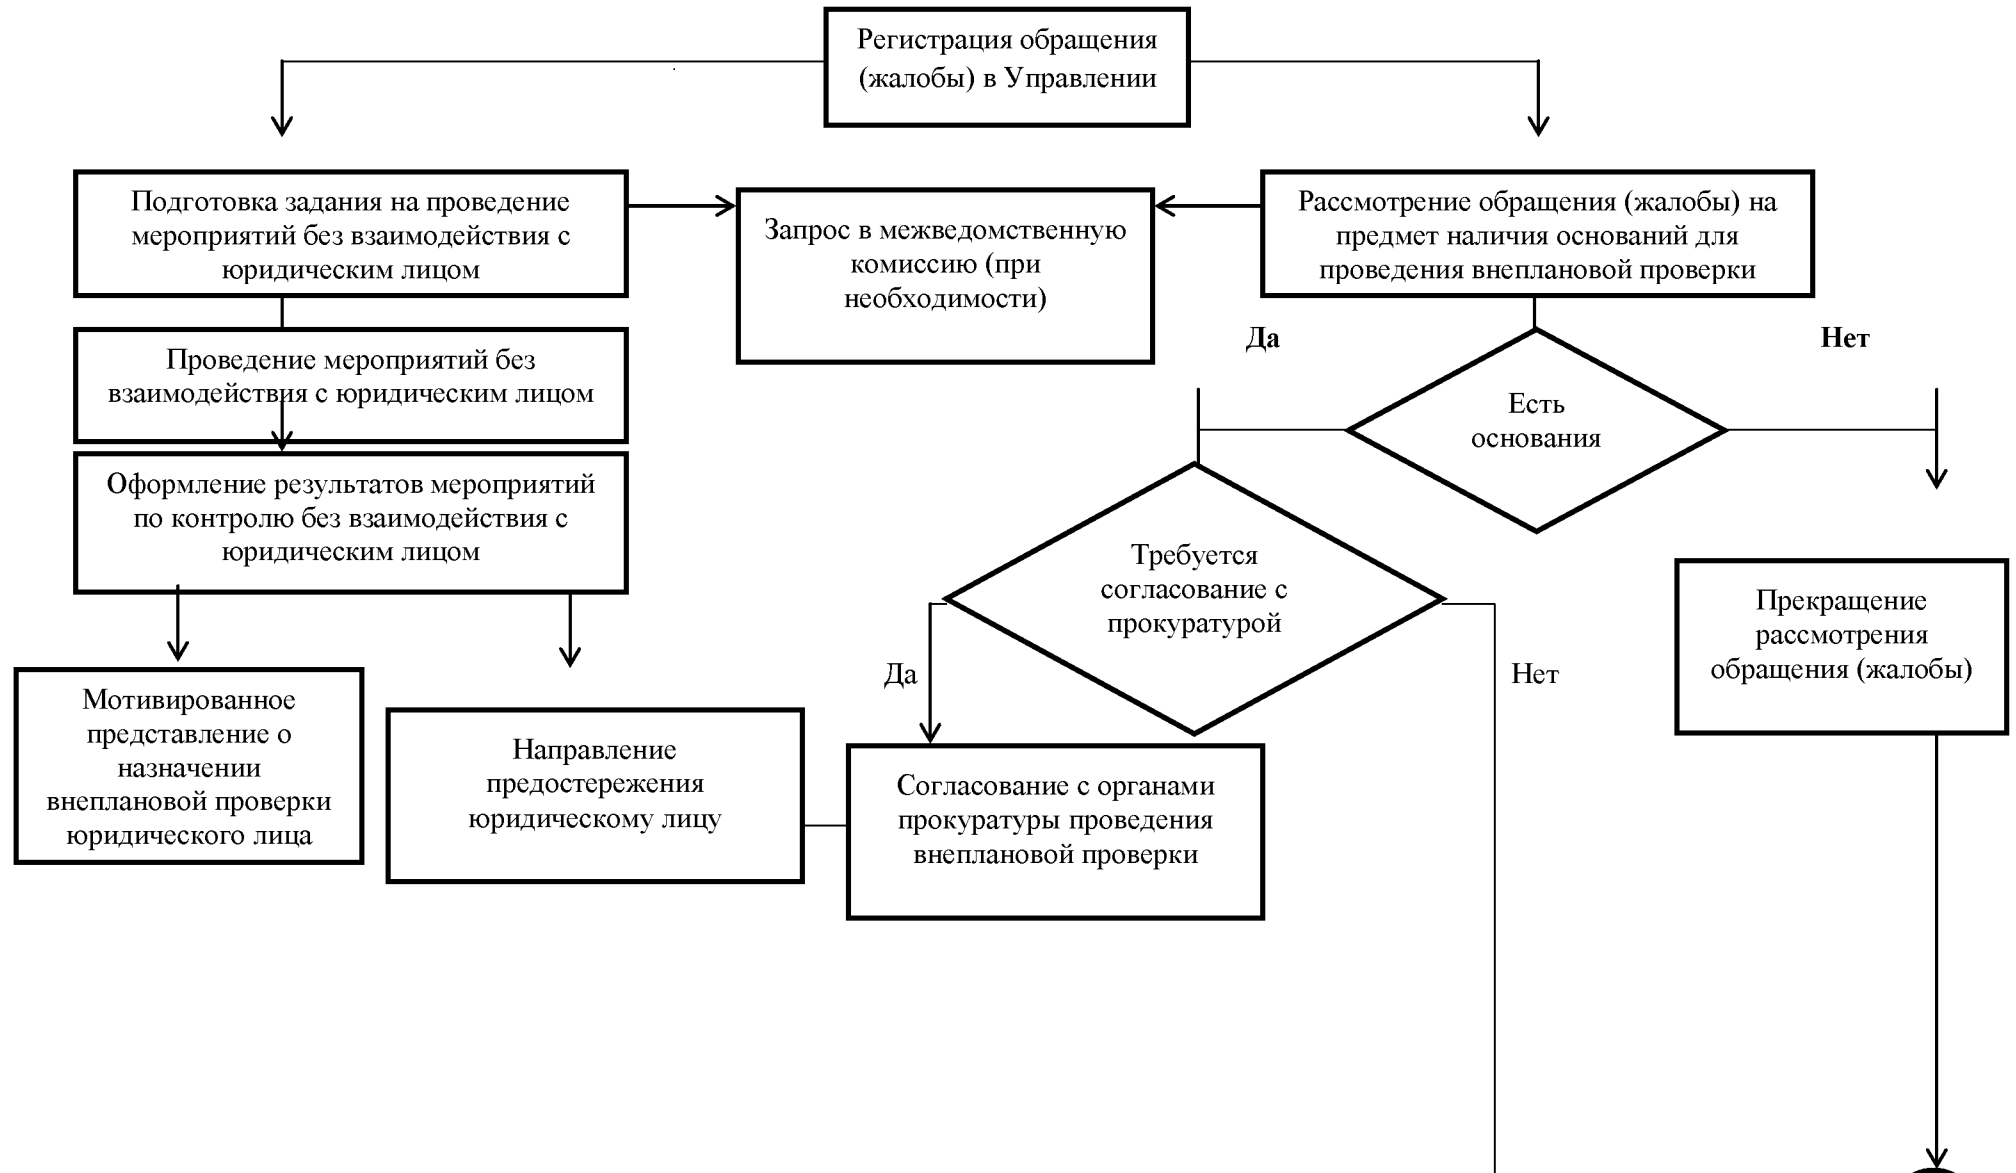 Регистрация обращения
(жалобы) в Управлении
Подготовка задания на проведение
мероприятий без взаимодействия с
юридическим лицом
Запрос в межведомственную
комиссию (при
необходимости)
Рассмотрение обращения (жалобы) на
предмет наличия оснований для
проведения внеплановой проверки
Да
Нет
Проведение мероприятий без
взаимодействия с юридическим лицом
Есть
основания
Оформление результатов мероприятий
по контролю без взаимодействия с
юридическим лицом
Требуется
согласование с
прокуратурой
Прекращение
рассмотрения
обращения (жалобы)
Да
Нет
Мотивированное
представление о
назначении
внеплановой проверки
юридического лица
Направление
предостережения
юридическому лицу
Согласование с органами
прокуратуры проведения
внеплановой проверки